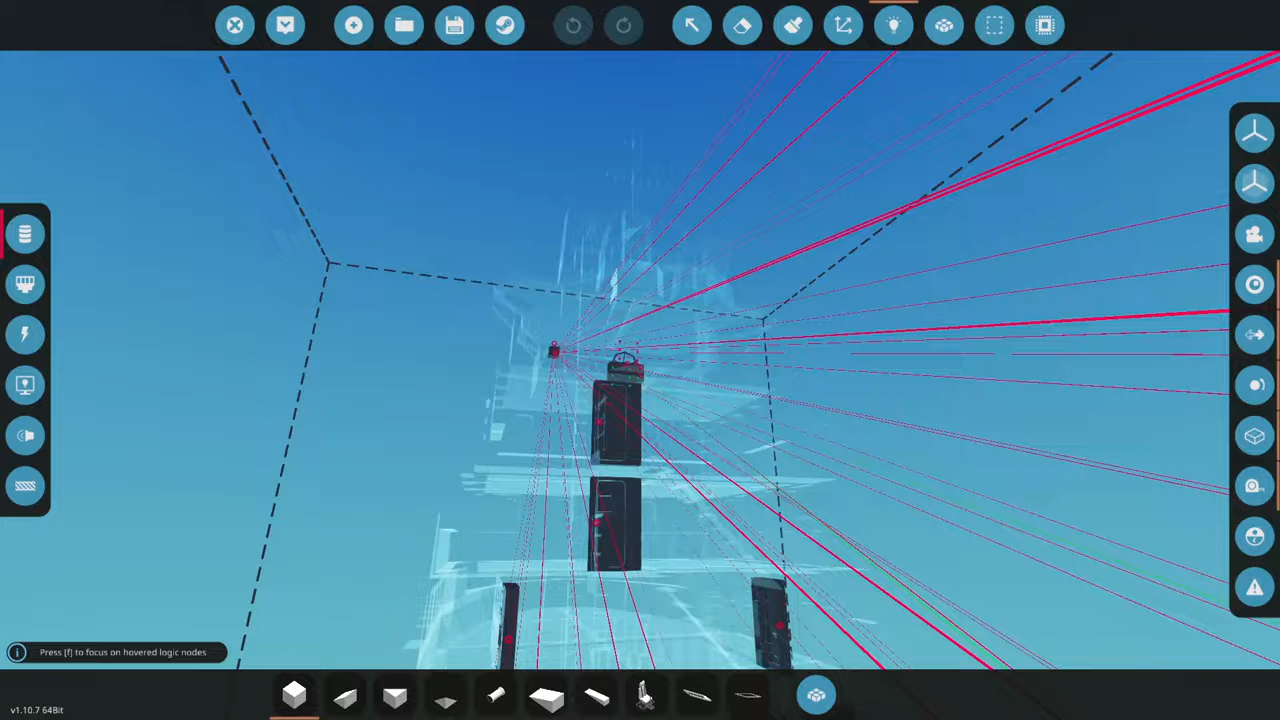 Press [f] to focus on hovered logic nodes
v1.10.7 64Bit